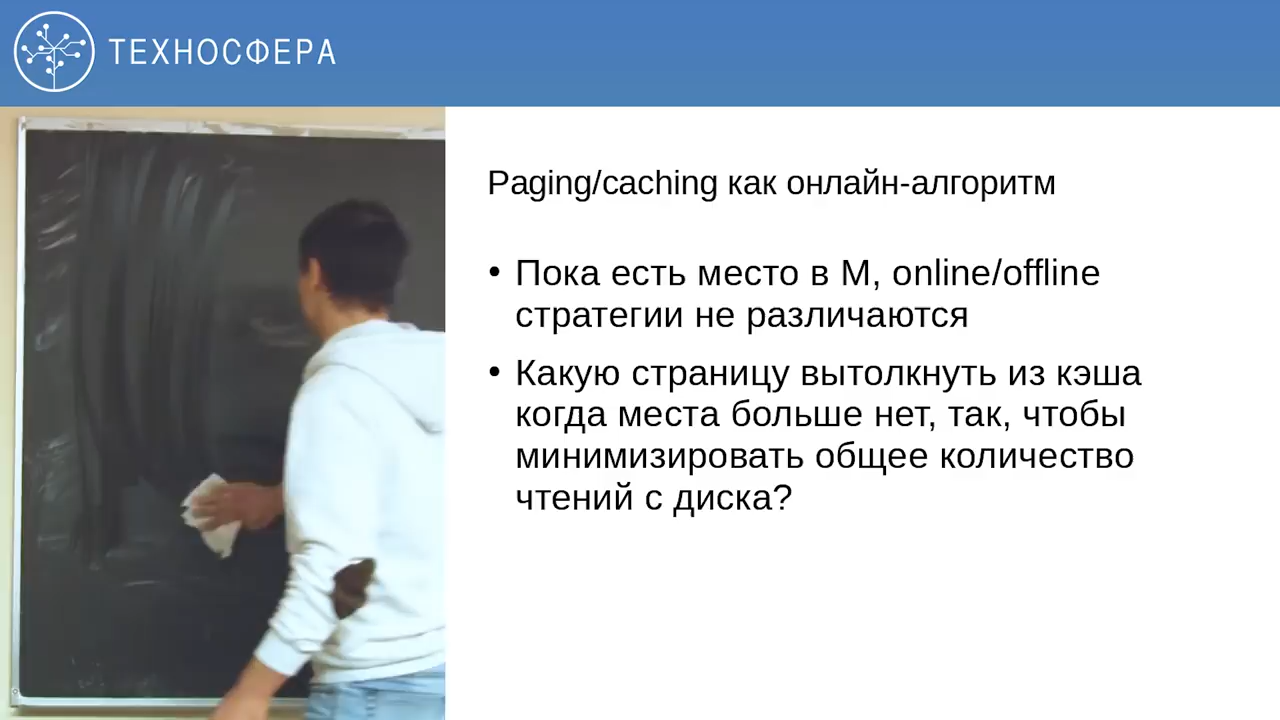 ТЕХНОСФЕРА
Paging/caching как онлайн-алгоритм
• Пока есть место в М, online/offline
стратегии не различаются
• Какую страницу вытолкнуть из кэша
когда места больше нет, так, чтобы
минимизировать общее количество
чтений с диска?